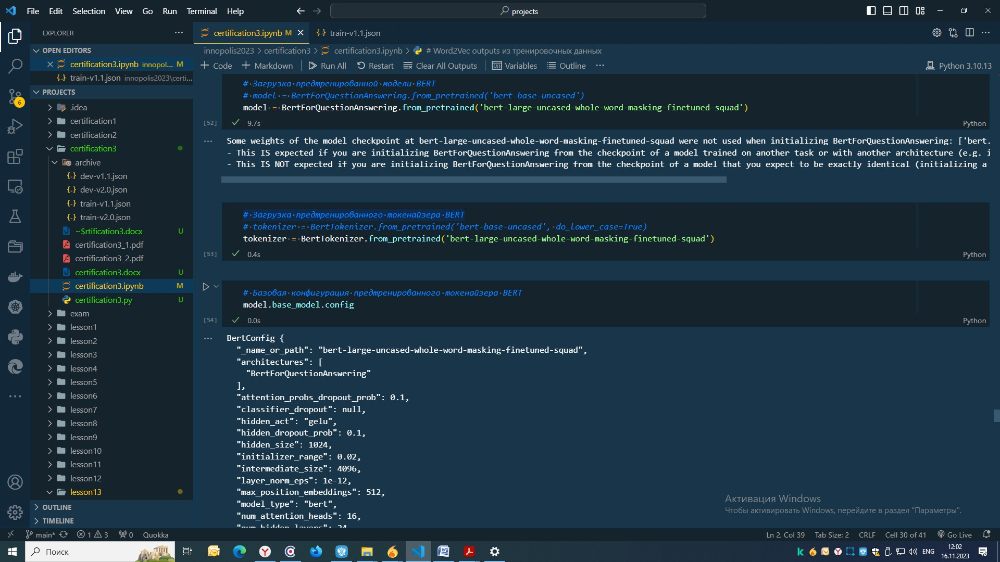 File Edit Selection View Go Run Terminal Help
projects
EXPLORER
certification3.ipynb M
train-v1.1.json
OPEN EDITORS
certification3.ipynb innopol... M
train-v1.1.json innopolis2023\certi...
PROJECTS
.idea
certification1
certification2
certification3
archive
dev-v1.1.json
dev-v2.0.json
train-v1.1.json
train-v2.0.json
~$rtification3.docx U
certification3_1.pdf
certification3_2.pdf
certification3.docx U
certification3.ipynb M
certification3.py U
exam
lesson1
lesson2
lesson3
lesson4
lesson5
lesson6
lesson7
lesson8
lesson9
lesson10
lesson11
lesson12
lesson13
OUTLINE
TIMELINE
6
innopolis2023 > certification3 > certification3.ipynb > # Word2Vec outputs из тренировочных данных
+ Code + Markdown Run All Restart Clear All Outputs Variables Outline ... Python 3.10.13
# Загрузка предтренированной модели BERT
# model = BertForQuestionAnswering.from_pretrained('bert-base-uncased')
model = BertForQuestionAnswering.from_pretrained('bert-large-uncased-whole-word-masking-finetuned-squad')
[52] 9.7s Python
Some weights of the model checkpoint at bert-large-uncased-whole-word-masking-finetuned-squad were not used when initializing BertForQuestionAnswering: ['bert.
- This IS expected if you are initializing BertForQuestionAnswering from the checkpoint of a model trained on another task or with another architecture (e.g. i
- This IS NOT expected if you are initializing BertForQuestionAnswering from the checkpoint of a model that you expect to be exactly identical (initializing a
# Загрузка предтренированного токенайзера BERT
# tokenizer = BertTokenizer.from_pretrained('bert-base-uncased', do_lower_case=True)
tokenizer = BertTokenizer.from_pretrained('bert-large-uncased-whole-word-masking-finetuned-squad')
[53] 0.4s Python
# Базовая конфигурация предтренированного токенайзера BERT
model.base_model.config
[54] 0.0s Python
BertConfig {
"_name_or_path": "bert-large-uncased-whole-word-masking-finetuned-squad",
"architectures": [
"BertForQuestionAnswering"
],
"attention_probs_dropout_prob": 0.1,
"classifier_dropout": null,
"hidden_act": "gelu",
"hidden_dropout_prob": 0.1,
"hidden_size": 1024,
"initializer_range": 0.02,
"intermediate_size": 4096,
"layer_norm_eps": 1e-12,
"max_position_embeddings": 512,
"model_type": "bert",
"num_attention_heads": 16,
"num_hidden_layers": 24,
Активация Windows
Чтобы активировать Windows, перейдите в раздел "Параметры".
main* 1 3 0 Quokka
Ln 2, Col 39 Tab Size: 2 CRLF Cell 30 of 41 Go Live
Поиск
ENG
12:02
16.11.2023